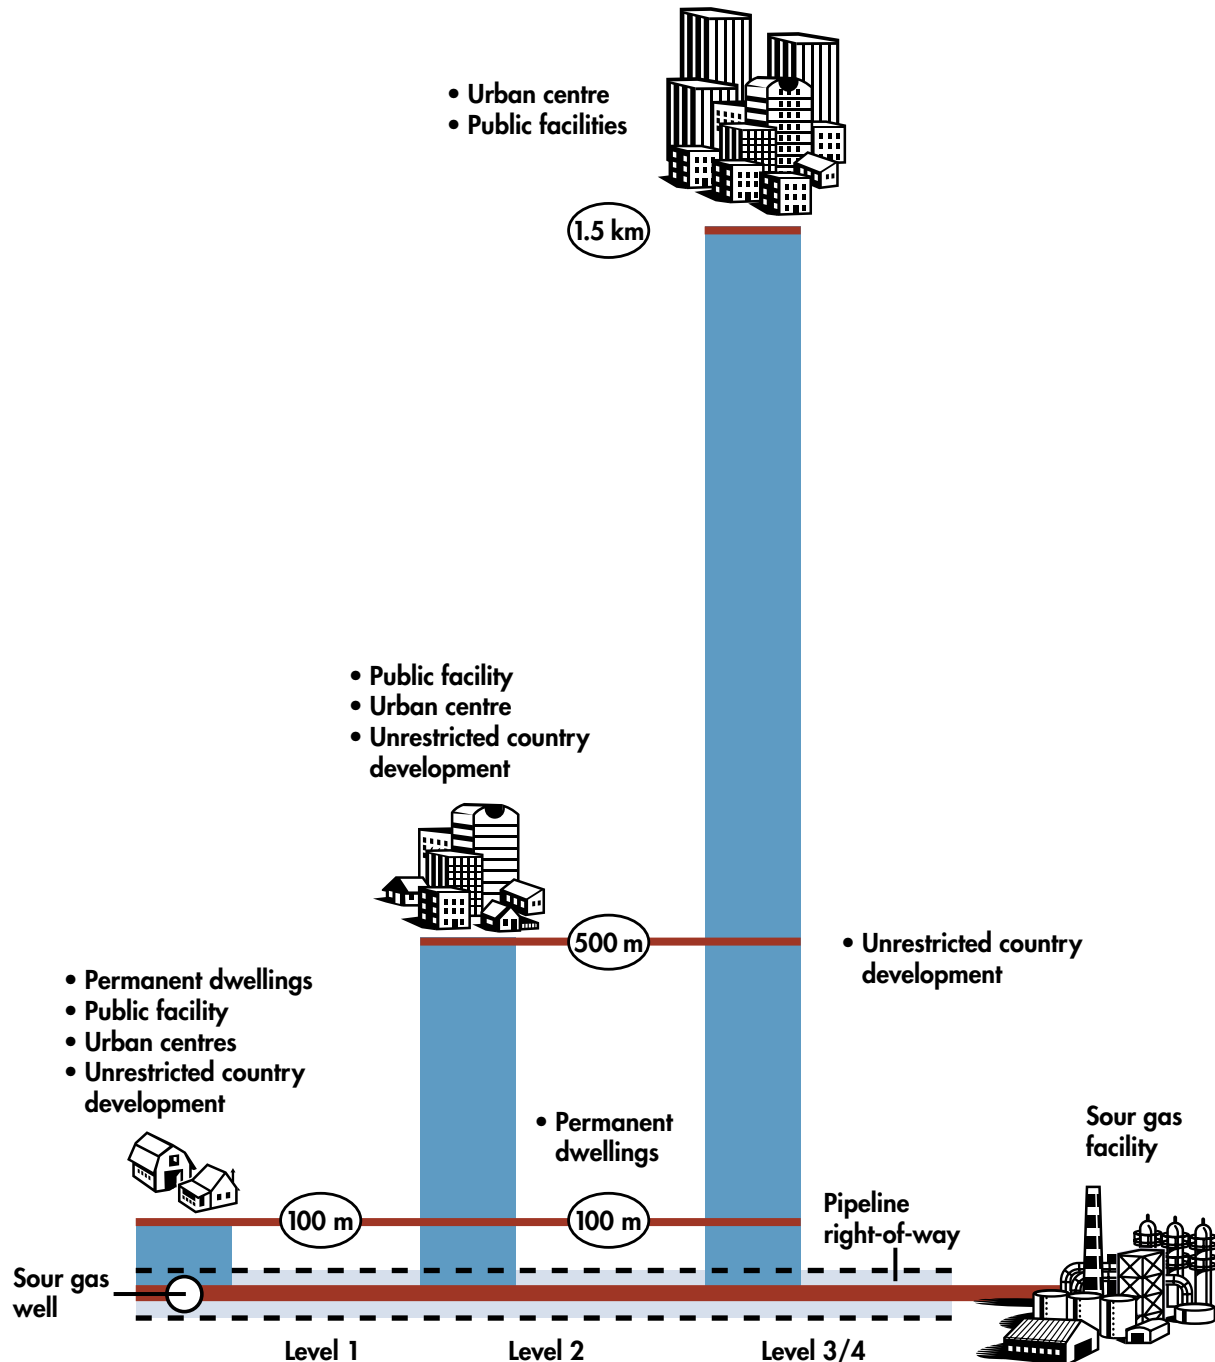 • Urban centre
• Public facilities
1.5 km
• Public facility
• Urban centre
• Unrestricted country
development
500 m
• Unrestricted country
development
• Permanent dwellings
• Public facility
• Urban centres
• Unrestricted country
development
• Permanent
dwellings
Sour gas
facility
100 m
100 m
Pipeline
right-of-way
Sour gas
well
Level 1
Level 2
Level 3/4